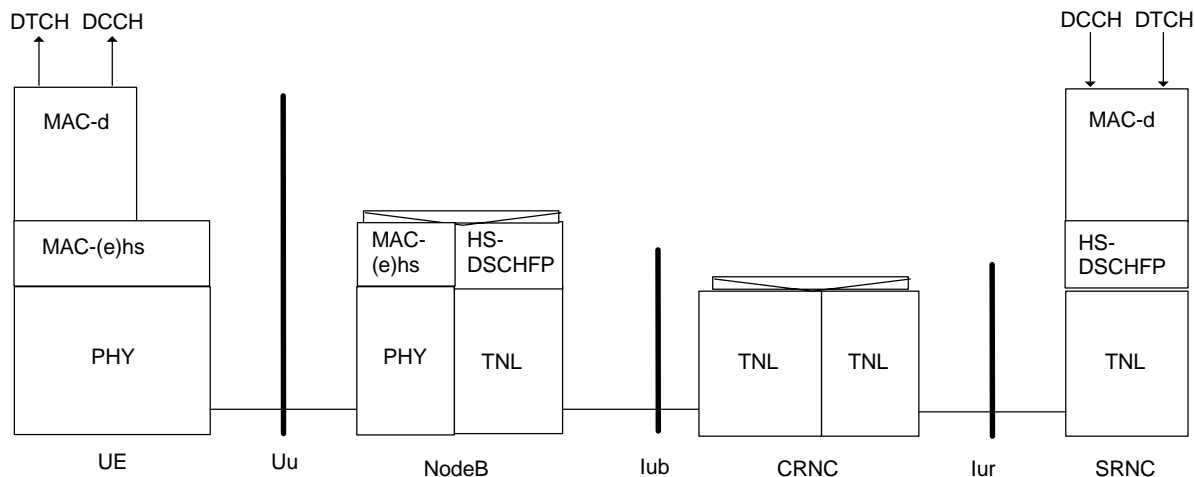 DTCH DCCH
DCCH DTCH
MAC-d
MAC-d
MAC-(e)hs
MAC-
(e)hs
HS-
DSCHFP
HS-
DSCHFP
PHY
PHY
TNL
TNL
TNL
TNL
UE
Uu
NodeB
Iub
CRNC
Iur
SRNC